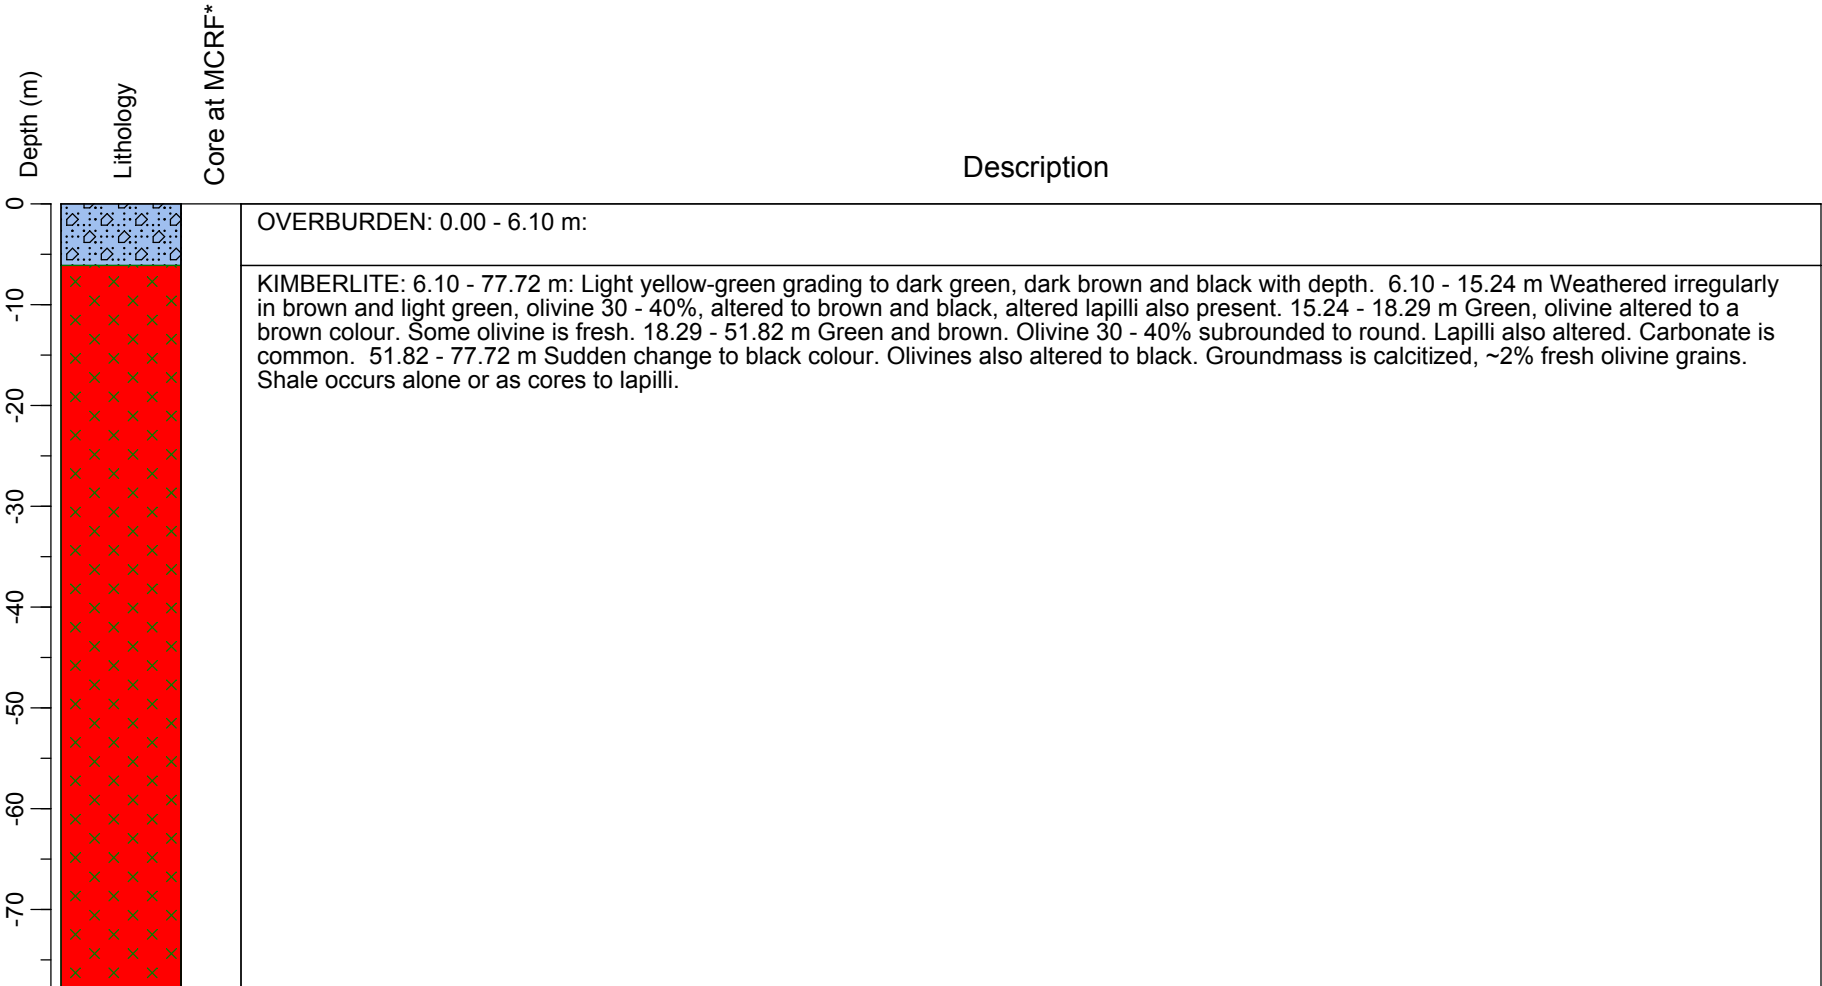 Depth (m)
Lithology
Core at MCRF*
Description
0
OVERBURDEN: 0.00 - 6.10 m:
KIMBERLITE: 6.10 - 77.72 m: Light yellow-green grading to dark green, dark brown and black with depth.  6.10 - 15.24 m Weathered irregularly
in brown and light green, olivine 30 - 40%, altered to brown and black, altered lapilli also present. 15.24 - 18.29 m Green, olivine altered to a
brown colour. Some olivine is fresh. 18.29 - 51.82 m Green and brown. Olivine 30 - 40% subrounded to round. Lapilli also altered. Carbonate is
common.  51.82 - 77.72 m Sudden change to black colour. Olivines also altered to black. Groundmass is calcitized, ~2% fresh olivine grains.
Shale occurs alone or as cores to lapilli.
-10
-20
-30
-40
-50
-60
-70